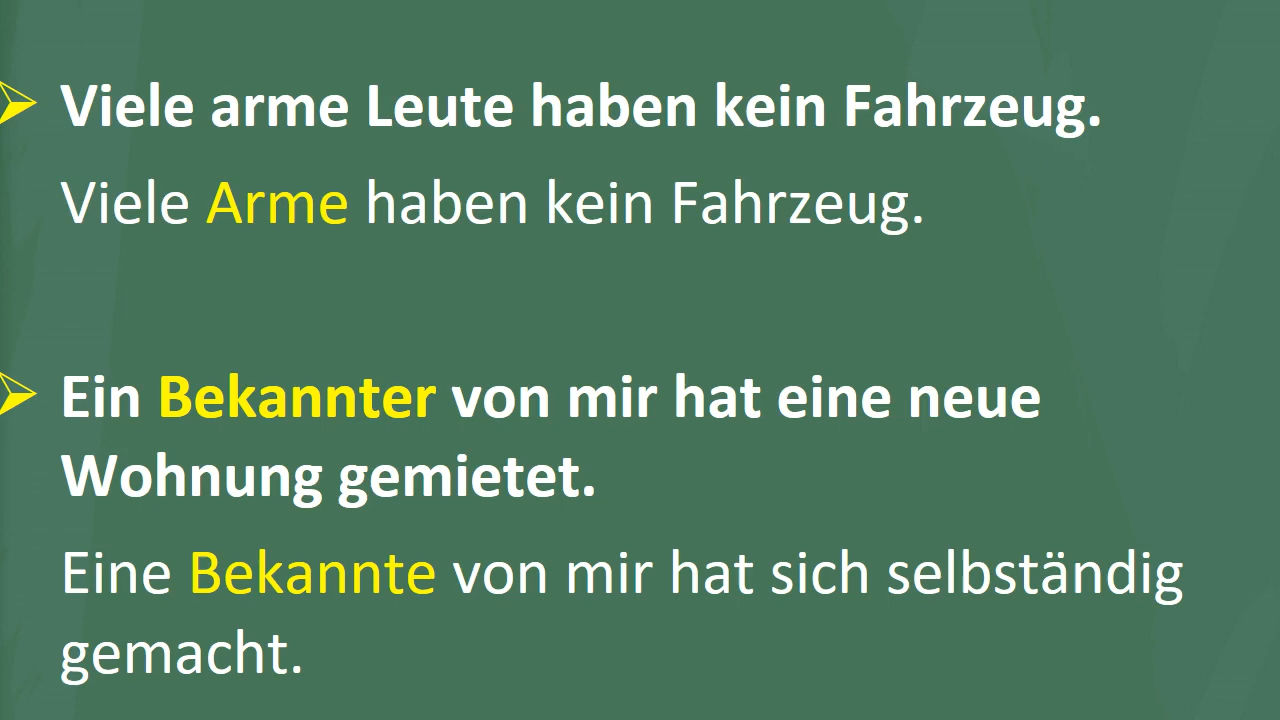 Viele arme Leute haben kein Fahrzeug.
Viele Arme haben kein Fahrzeug.
Ein Bekannter von mir hat eine neue
Wohnung gemietet.
Eine Bekannte von mir hat sich selbständig
gemacht.